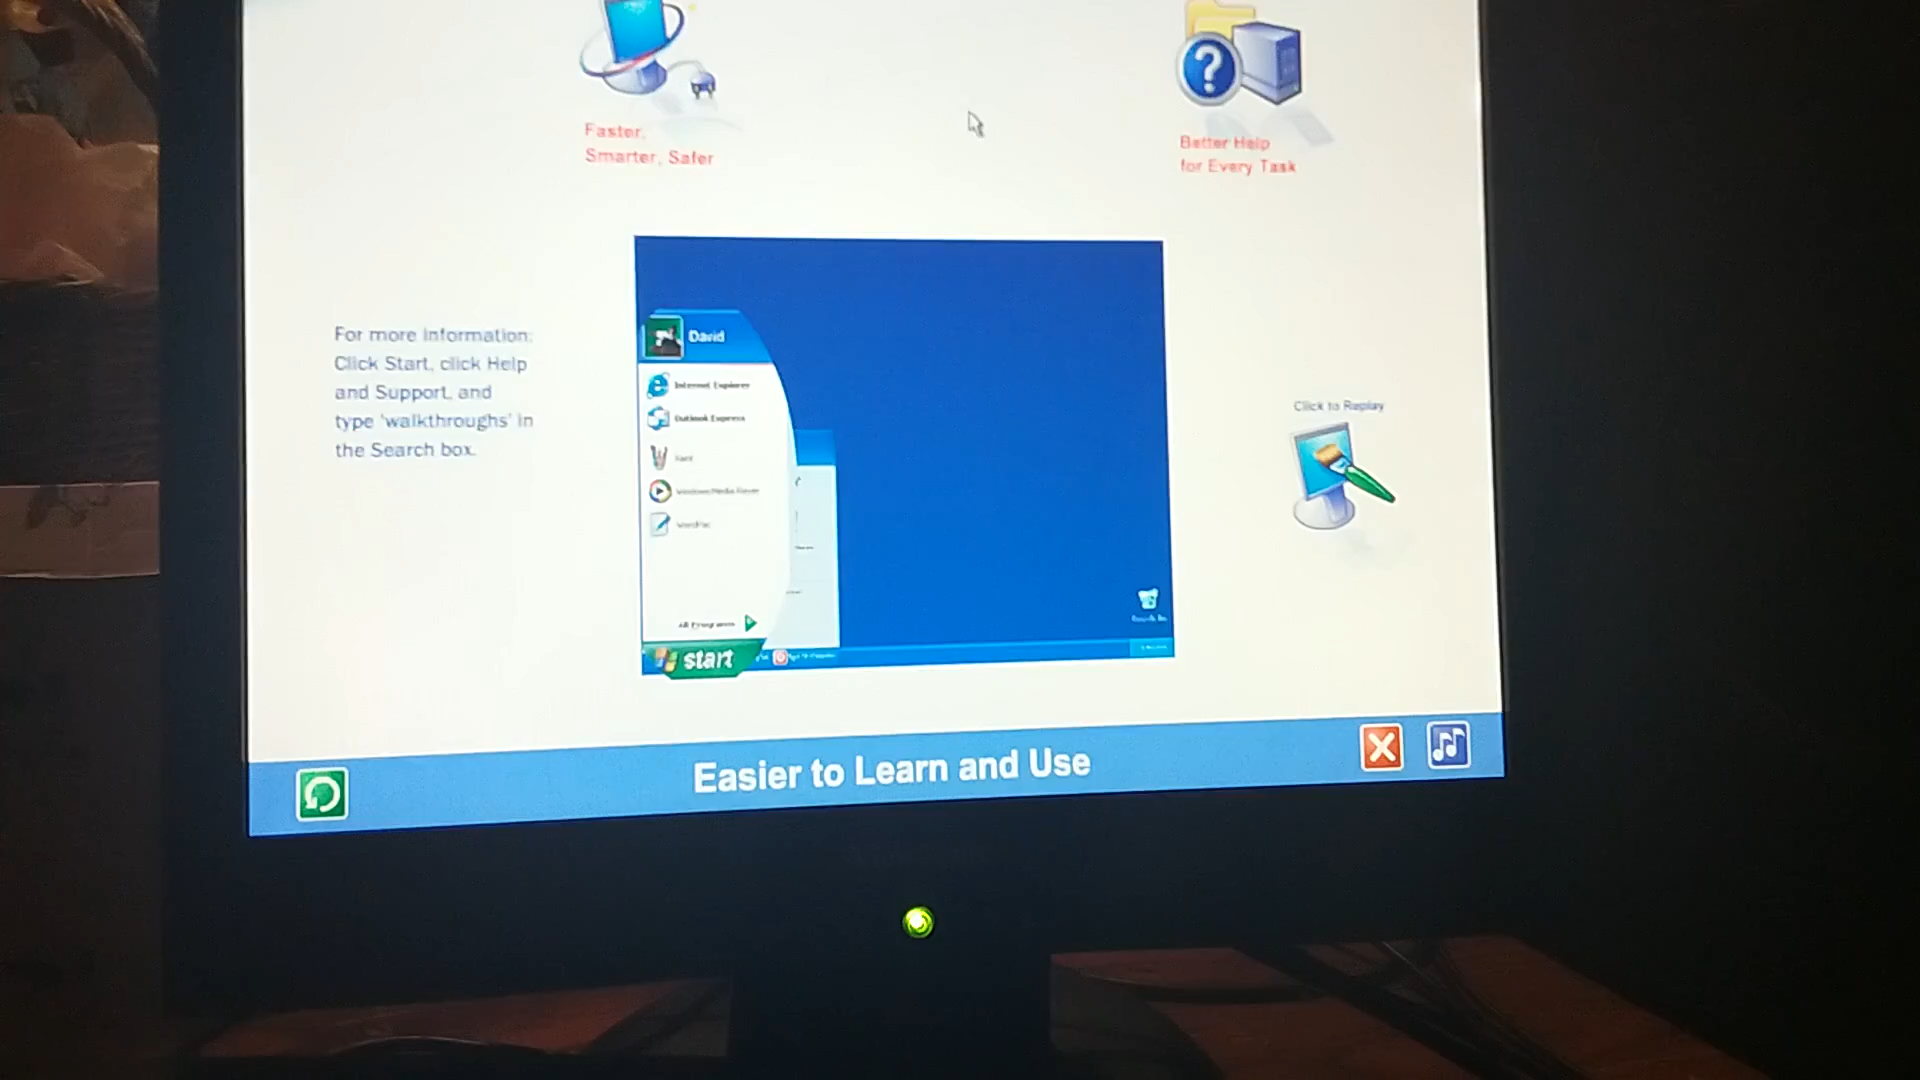 Faster,
Smarter, Safer
Better Help
for Every Task
For more information:
Click Start, click Help
and Support, and
type 'walkthroughs' in
the Search box.
David
Internet Explorer
Outlook Express
Paint
Windows Media Player
WordPad
All Programs
start
Recycle Bin
Click to Replay
Easier to Learn and Use